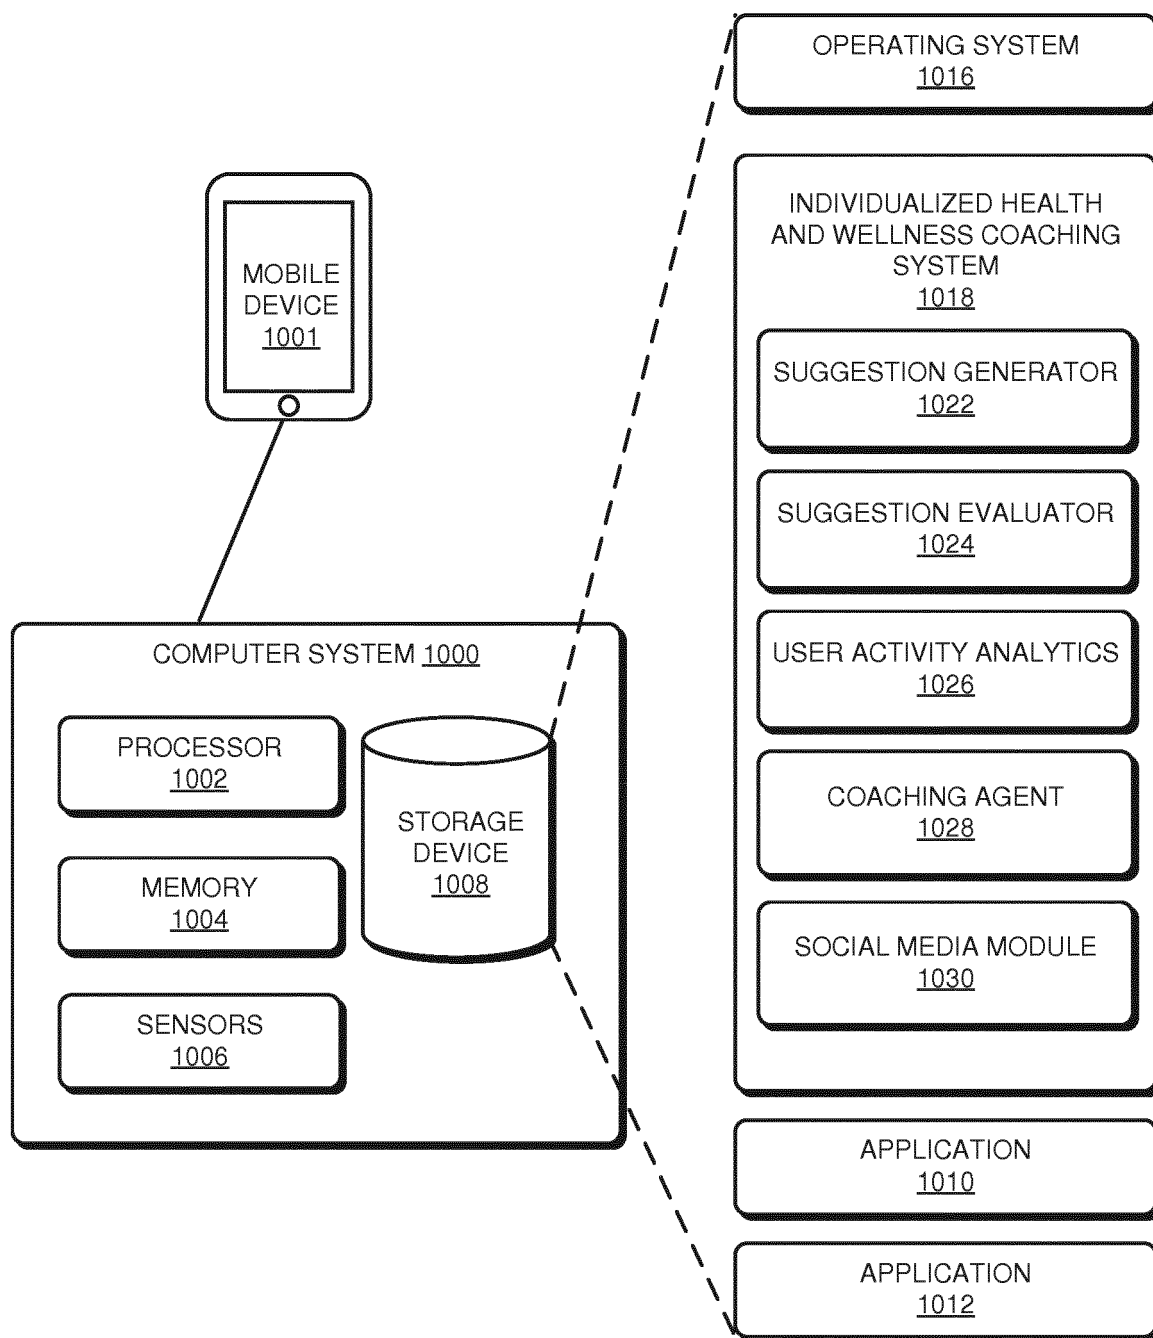 MOBILE
DEVICE
1001
COMPUTER SYSTEM 1000
PROCESSOR
1002
MEMORY
1004
SENSORS
1006
STORAGE
DEVICE
1008
OPERATING SYSTEM
1016
INDIVIDUALIZED HEALTH
AND WELLNESS COACHING
SYSTEM
1018
SUGGESTION GENERATOR
1022
SUGGESTION EVALUATOR
1024
USER ACTIVITY ANALYTICS
1026
COACHING AGENT
1028
SOCIAL MEDIA MODULE
1030
APPLICATION
1010
APPLICATION
1012